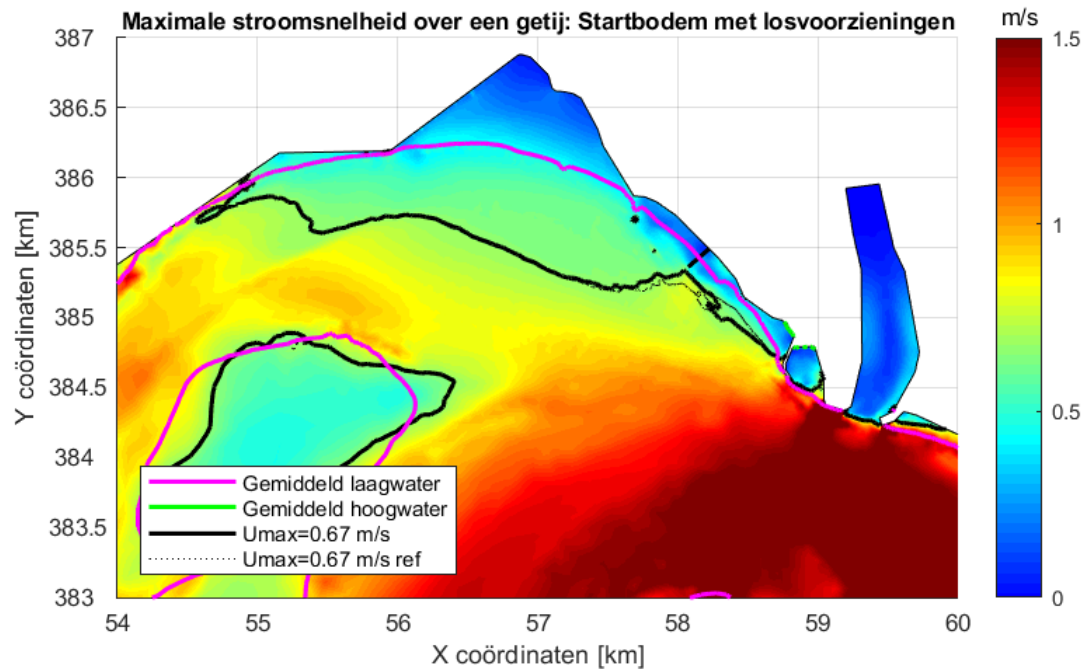 Maximale stroomsnelheid over een getij: Startbodem met losvoorzieningen
m/s
387
386.5
386
385.5
385
384.5
384
383.5
383
Y coördinaten [km]
54
55
56
57
58
59
60
X coördinaten [km]
1.5
1
0.5
0
Gemiddeld laagwater
Gemiddeld hoogwater
Umax=0.67 m/s
Umax=0.67 m/s ref